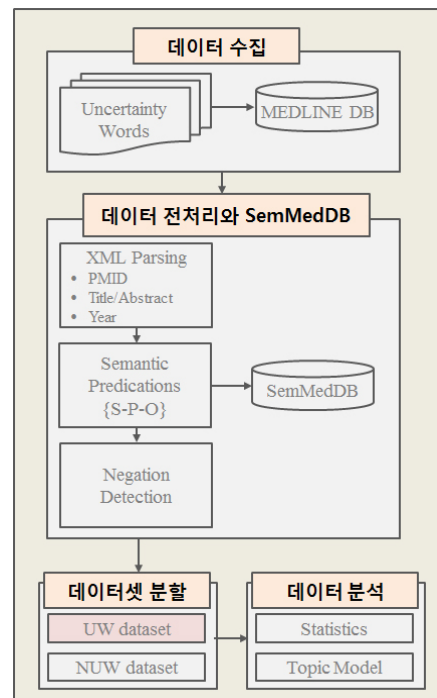 데이터 수집
Uncertainty
Words
MEDLINE DB
데이터 전처리와 SemMedDB
XML Parsing
• PMID
• Title/Abstract
• Year
Semantic
Predications
{S-P-O}
SemMedDB
Negation
Detection
데이터셋 분할
UW dataset
NUW dataset
데이터 분석
Statistics
Topic Model